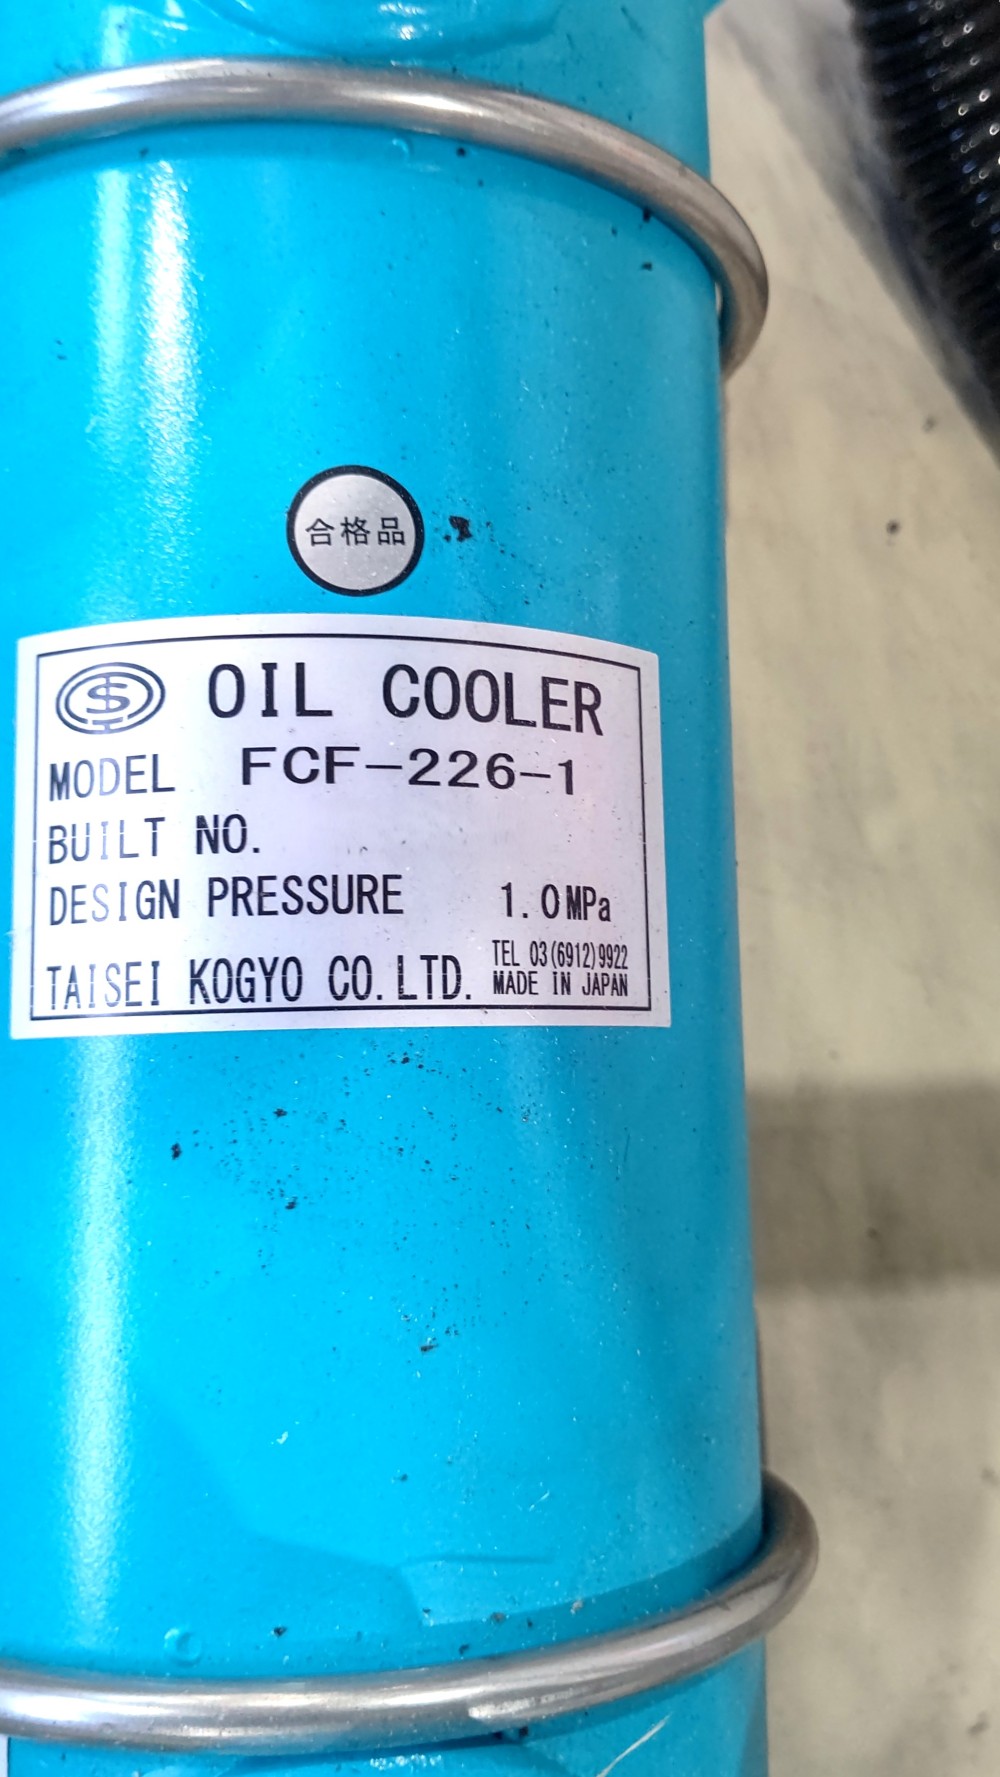 合格品
OIL COOLER
MODEL FCF-226-1
BUILT NO.
DESIGN PRESSURE 1.0MPa
TAISEI KOGYO CO.LTD. TEL 03(6912)9922
MADE IN JAPAN